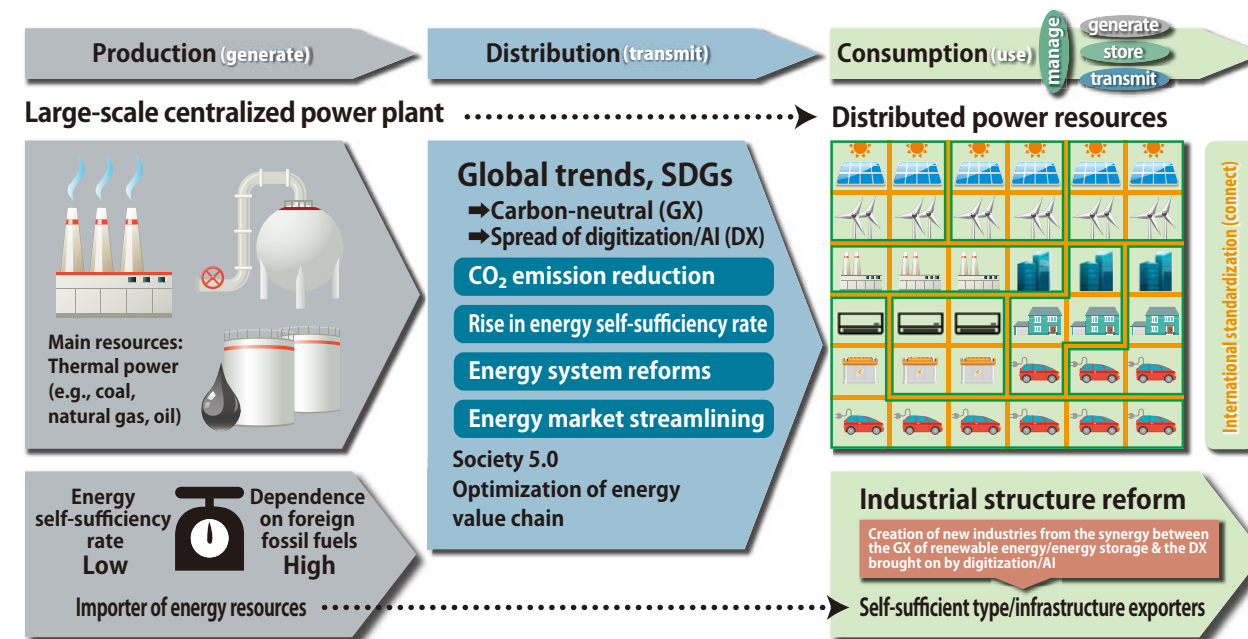 Production (generate)
Distribution (transmit)
Consumption (use)
manage
generate
store
transmit
Large-scale centralized power plant
Distributed power resources
Main resources:
Thermal power
(e.g., coal,
natural gas, oil)
Global trends, SDGs
➡Carbon-neutral (GX)
➡Spread of digitization/AI (DX)
CO₂ emission reduction
Rise in energy self-sufficiency rate
Energy system reforms
Energy market streamlining
Society 5.0
Optimization of energy
value chain
International standardization (connect)
Energy
self-sufficiency
rate
Low
Dependence
on foreign
fossil fuels
High
Importer of energy resources
Industrial structure reform
Creation of new industries from the synergy between
the GX of renewable energy/energy storage & the DX
brought on by digitization/AI
Self-sufficient type/infrastructure exporters